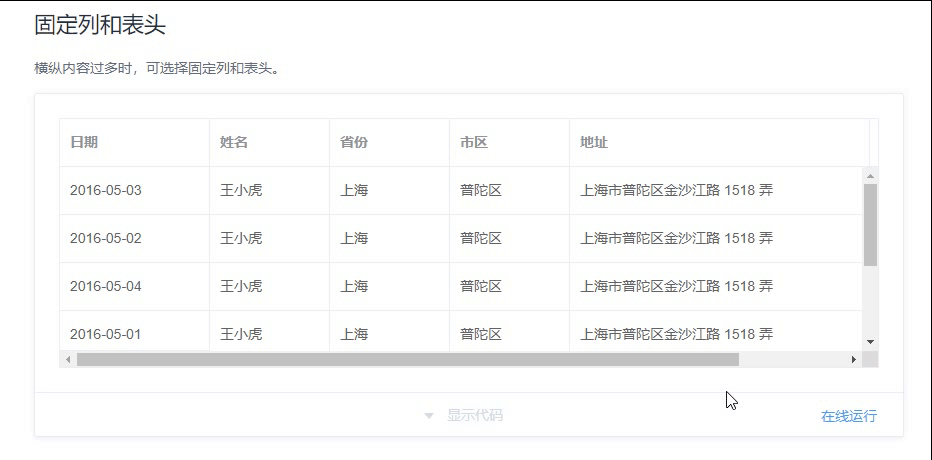 固定列和表头
横纵内容过多时，可选择固定列和表头。
日期 姓名 省份 市区 地址
2016-05-03 王小虎 上海 普陀区 上海市普陀区金沙江路 1518 弄
2016-05-02 王小虎 上海 普陀区 上海市普陀区金沙江路 1518 弄
2016-05-04 王小虎 上海 普陀区 上海市普陀区金沙江路 1518 弄
2016-05-01 王小虎 上海 普陀区 上海市普陀区金沙江路 1518 弄
显示代码 在线运行